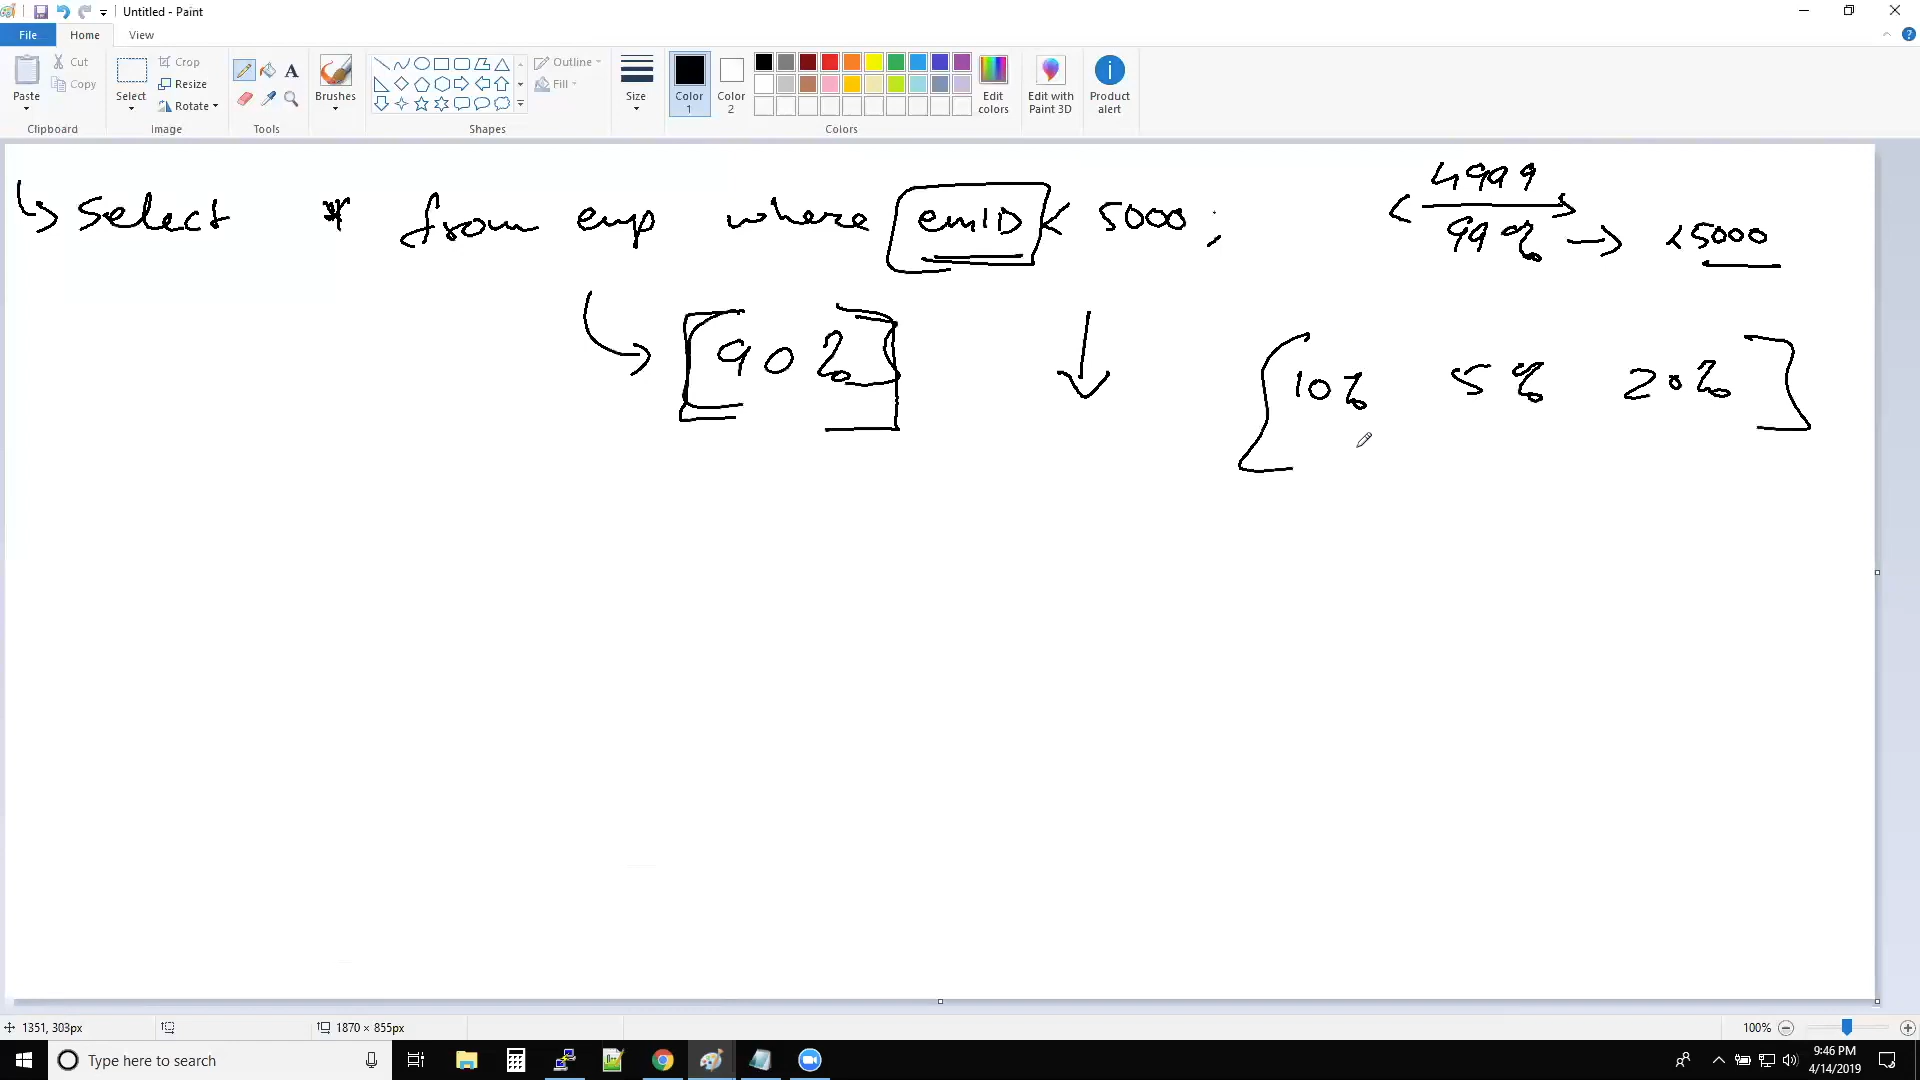 Untitled - Paint
File Home View
Cut
Copy
Paste
Clipboard
Crop
Resize
Rotate
Select
Image
Tools
Brushes
Outline
Fill
Shapes
Size
Color 1
Color 2
Edit colors
Colors
Edit with Paint 3D
Product alert
4999
Select * from emp where emID < 5000 ;
99% → < 5000
90%
10% 5% 20%
1351, 303px
1870 × 855px
100%
Type here to search
9:46 PM
4/14/2019